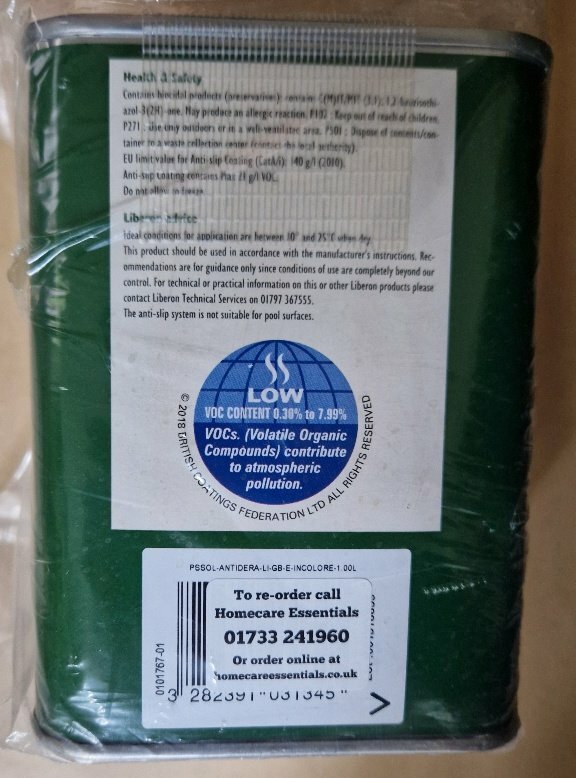 Health & Safety
Contains biocidal products (preservatives): contains C(M)IT/MIT (3:1), 1,2-benzisothi-
azol-3(2H)-one. May produce an allergic reaction. P102 : Keep out of reach of children.
P271 : Use only outdoors or in a well-ventilated area. P501 : Dispose of contents/con-
tainer to a waste collection center (contact the local authority).
EU limit value for Anti-slip Coating (CatA/i): 140 g/l (2010).
Anti-slip coating contains Max 21 g/l VOC.
Do not allow to freeze.
Liberon advice
Ideal conditions for application are between 10° and 25°C when dry.
This product should be used in accordance with the manufacturer's instructions. Rec-
ommendations are for guidance only since conditions of use are completely beyond our
control. For technical or practical information on this or other Liberon products please
contact Liberon Technical Services on 01797 367555.
The anti-slip system is not suitable for pool surfaces.
LOW
VOC CONTENT 0.30% to 7.99%
VOCs. (Volatile Organic
Compounds) contribute
to atmospheric
pollution.
© 2018 BRITISH COATINGS FEDERATION LTD ALL RIGHTS RESERVED
PSSOL-ANTIDERA-LI-GB-E-INCOLORE-1.00L
0101767-01
To re-order call
Homecare Essentials
01733 241960
Or order online at
homecareessentials.co.uk
3 282391 031345 >